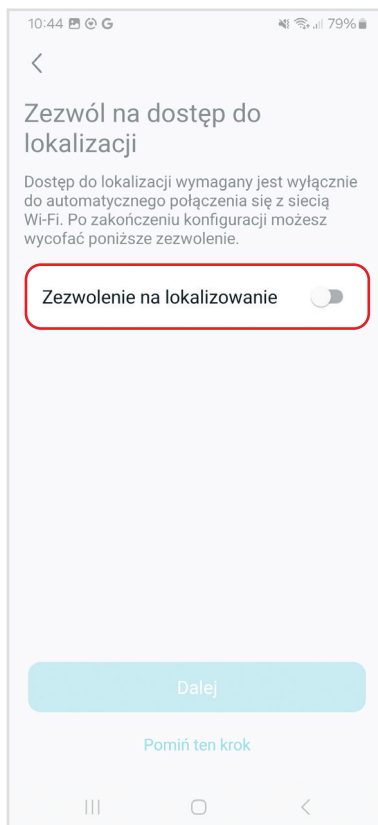 10:44 G 79%
Zezwól na dostęp do
lokalizacji
Dostęp do lokalizacji wymagany jest wyłącznie
do automatycznego połączenia się z siecią
Wi-Fi. Po zakończeniu konfiguracji możesz
wycofać poniższe zezwolenie.
Zezwolenie na lokalizowanie
Dalej
Pomiń ten krok